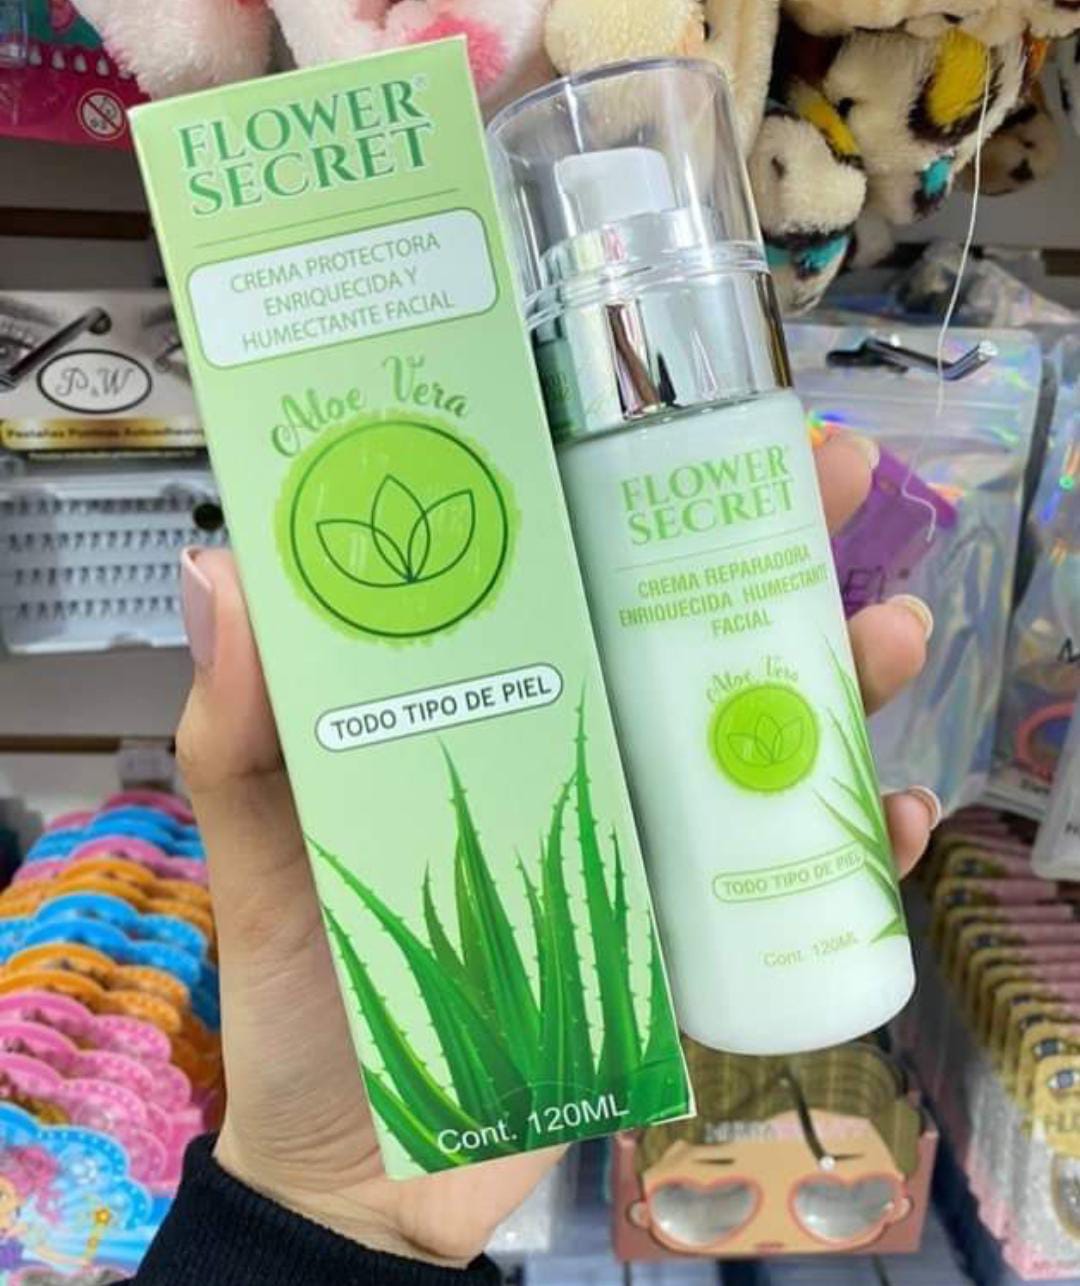 FLOWER
SECRET
CREMA PROTECTORA
ENRIQUECIDA Y
HUMECTANTE FACIAL
Aloe Vera
TODO TIPO DE PIEL
Cont. 120ML
FLOWER
SECRET
CREMA REPARADORA
ENRIQUECIDA HUMECTANTE
FACIAL
Aloe Vera
TODO TIPO DE PIEL
Cont. 120ML
P&W